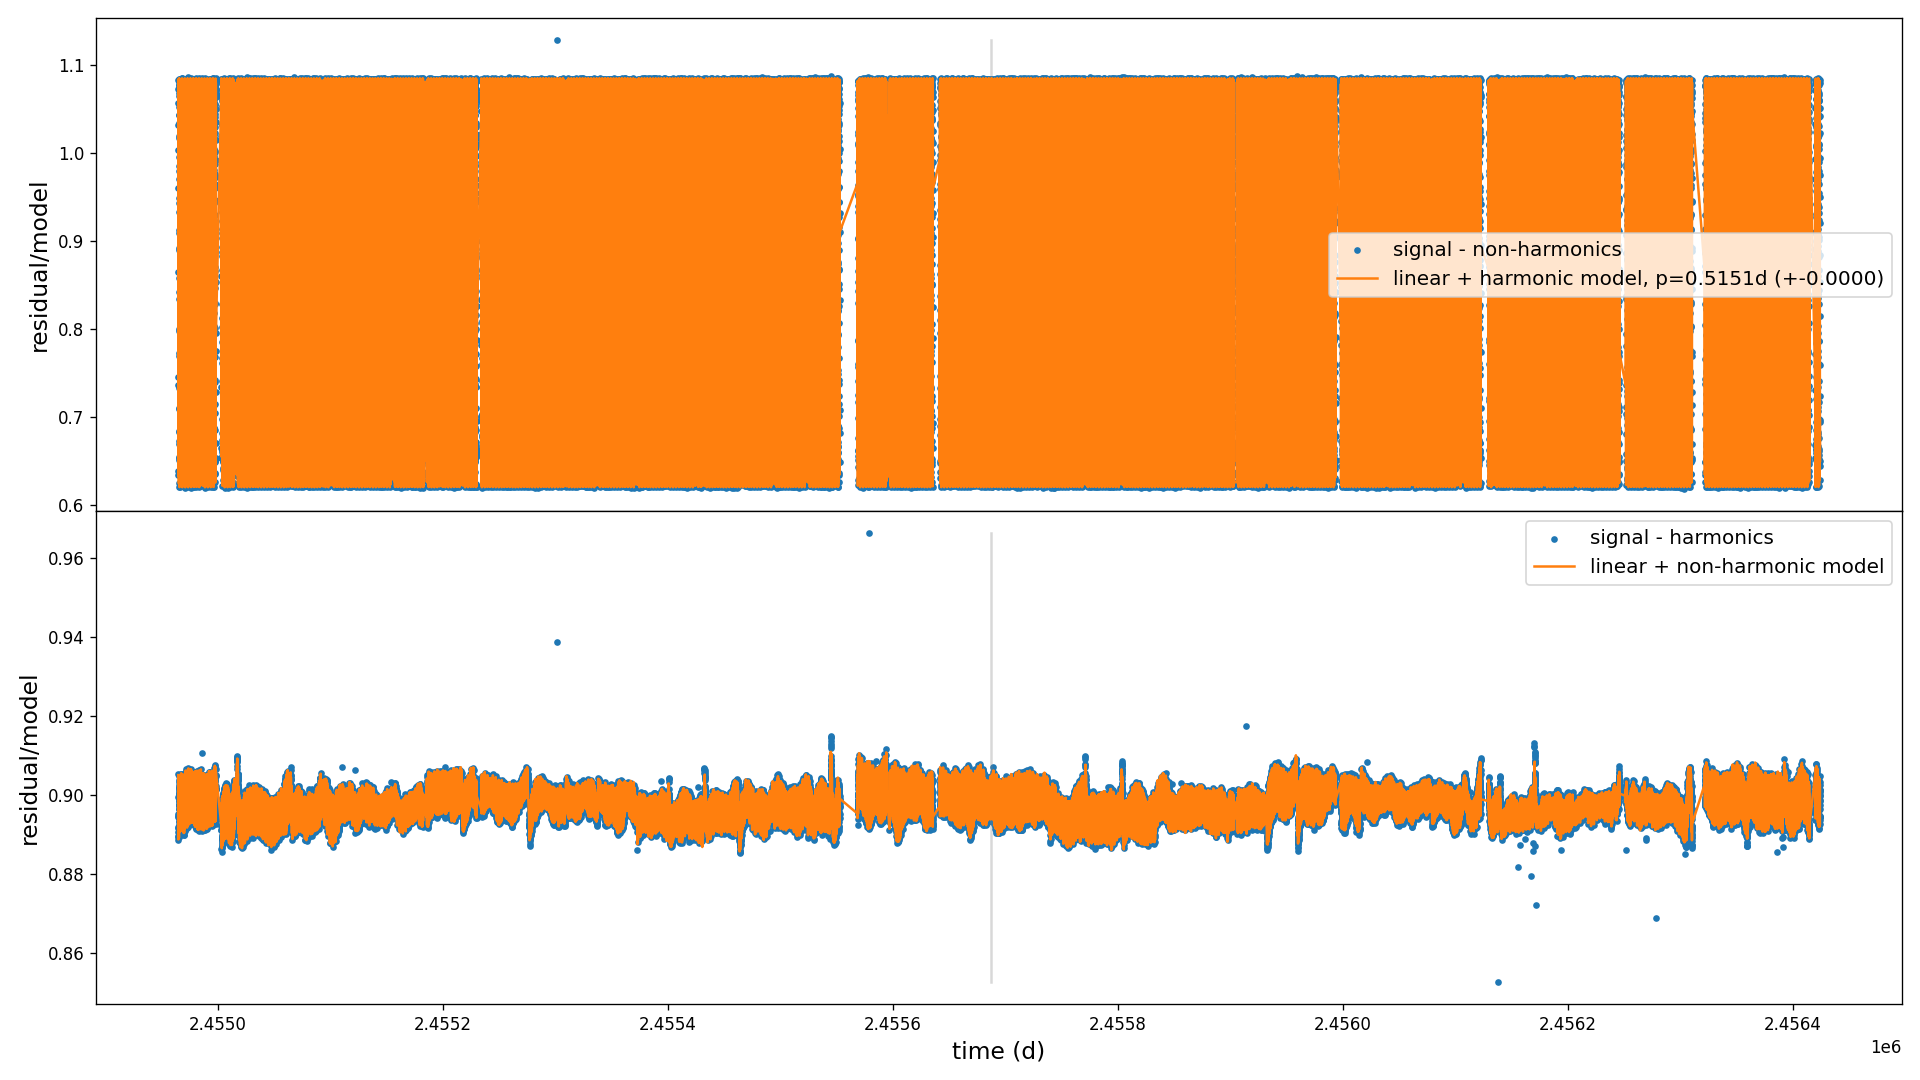 residual/model
1.1
1.0
0.9
0.8
0.7
0.6
signal - non-harmonics
linear + harmonic model, p=0.5151d (+-0.0000)
residual/model
0.96
0.94
0.92
0.90
0.88
0.86
signal - harmonics
linear + non-harmonic model
2.4550
2.4552
2.4554
2.4556
2.4558
2.4560
2.4562
2.4564
time (d)
1e6